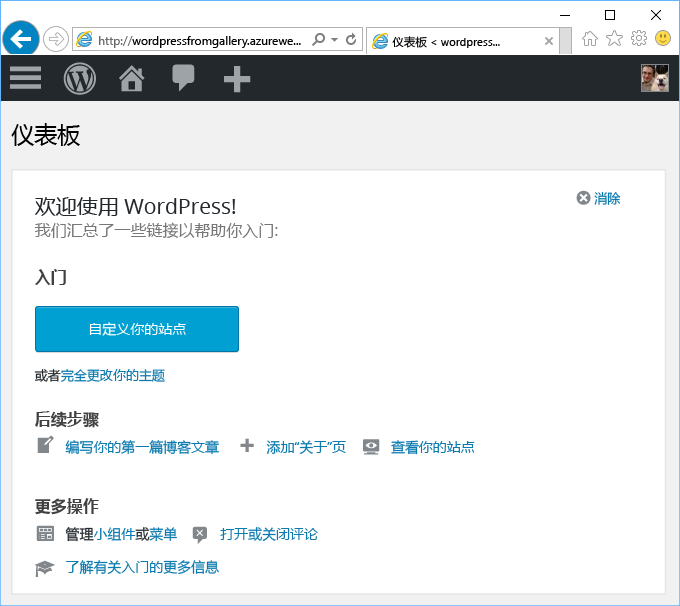 http://wordpressfromgallery.azurewe...
仪表板 < wordpress...
仪表板
欢迎使用 WordPress!
消除
我们汇总了一些链接以帮助你入门:
入门
自定义你的站点
或者完全更改你的主题
后续步骤
编写你的第一篇博客文章 添加“关于”页 查看你的站点
更多操作
管理小组件或菜单 打开或关闭评论
了解有关入门的更多信息